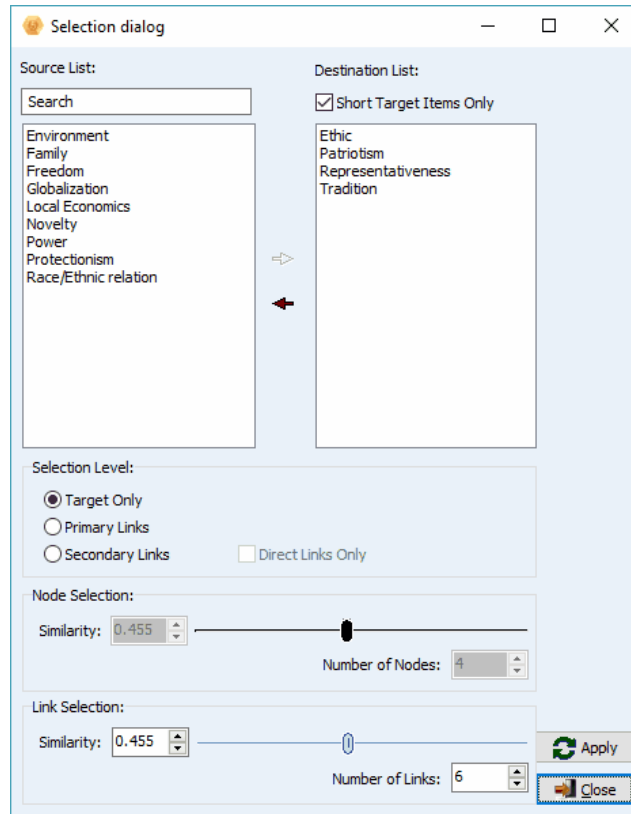 Selection dialog
Source List:
Destination List:
Search
Short Target Items Only
Environment
Family
Freedom
Globalization
Local Economics
Novelty
Power
Protectionism
Race/Ethnic relation
Ethic
Patriotism
Representativeness
Tradition
Selection Level:
Target Only
Primary Links
Secondary Links
Direct Links Only
Node Selection:
Similarity: 0.455
Number of Nodes: 4
Link Selection:
Similarity: 0.455
Number of Links: 6
Apply
Close